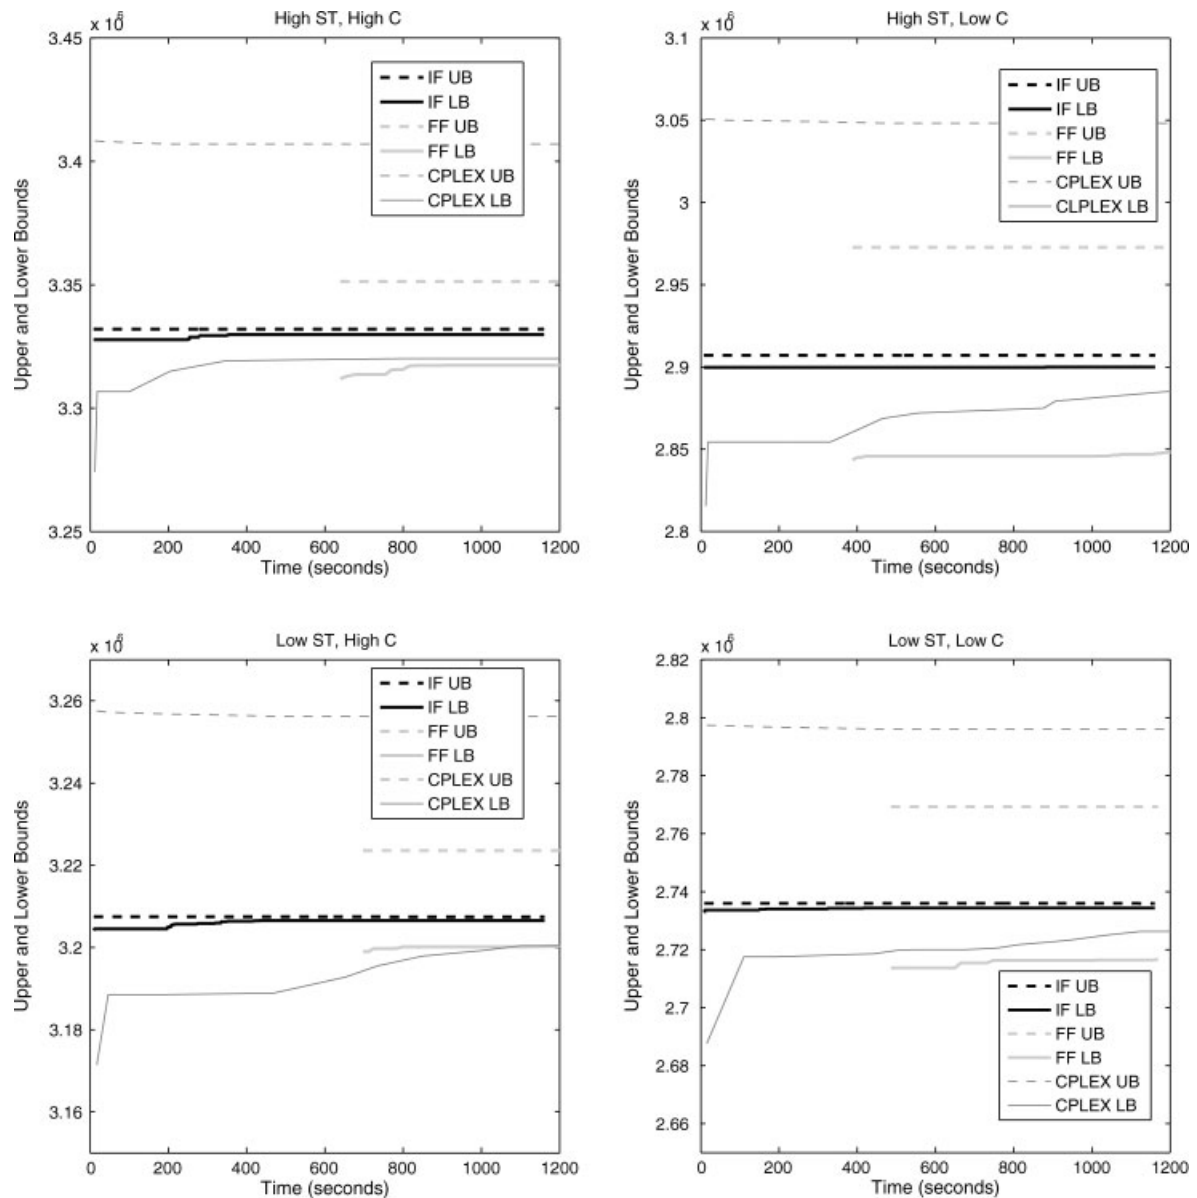 High ST, High C
x 10^6
3.45
3.4
3.35
3.3
3.25
0 200 400 600 800 1000 1200
Time (seconds)
Upper and Lower Bounds
IF UB
IF LB
FF UB
FF LB
CPLEX UB
CPLEX LB
High ST, Low C
x 10^6
3.1
3.05
3
2.95
2.9
2.85
2.8
0 200 400 600 800 1000 1200
Time (seconds)
Upper and Lower Bounds
IF UB
IF LB
FF UB
FF LB
CPLEX UB
CLPLEX LB
Low ST, High C
x 10^6
3.26
3.24
3.22
3.2
3.18
3.16
0 200 400 600 800 1000 1200
Time (seconds)
Upper and Lower Bounds
IF UB
IF LB
FF UB
FF LB
CPLEX UB
CPLEX LB
Low ST, Low C
x 10^6
2.82
2.8
2.78
2.76
2.74
2.72
2.7
2.68
2.66
0 200 400 600 800 1000 1200
Time (seconds)
Upper and Lower Bounds
IF UB
IF LB
FF UB
FF LB
CPLEX UB
CPLEX LB